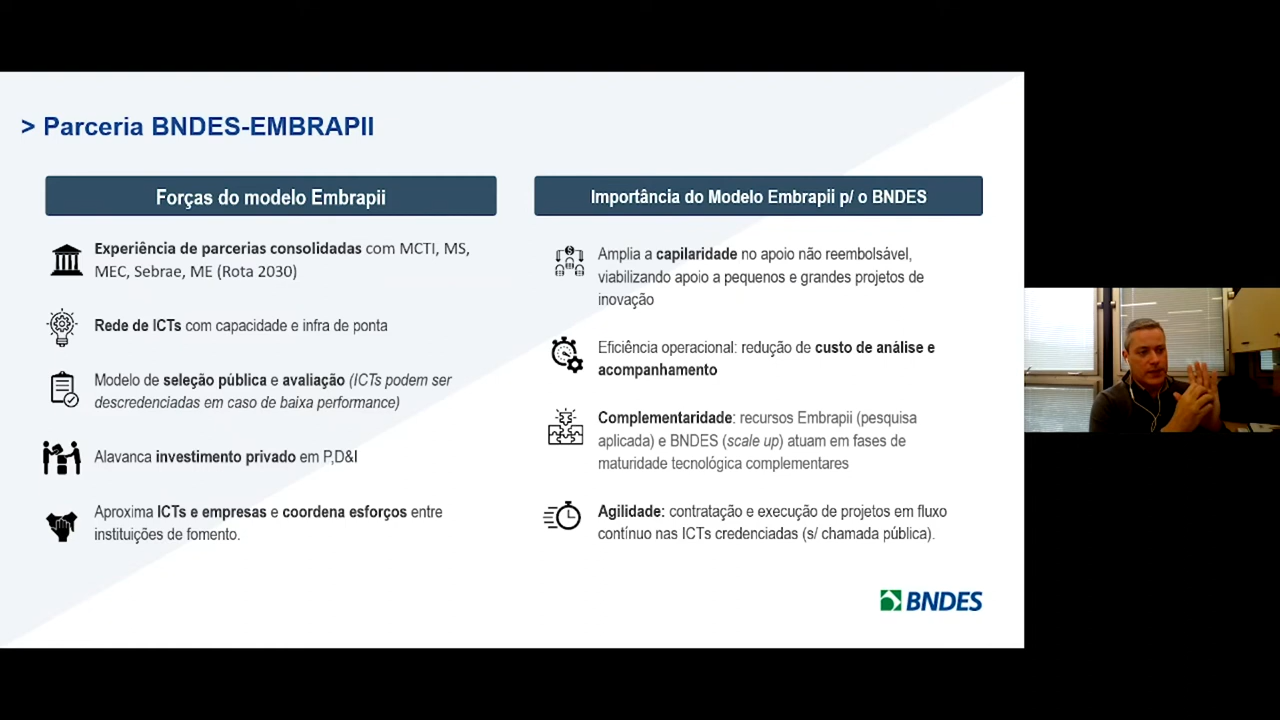 > Parceria BNDES-EMBRAPII
Forças do modelo Embrapii
Experiência de parcerias consolidadas com MCTI, MS,
MEC, Sebrae, ME (Rota 2030)
Rede de ICTs com capacidade e infra de ponta
Modelo de seleção pública e avaliação (ICTs podem ser
descredenciadas em caso de baixa performance)
Alavanca investimento privado em P,D&I
Aproxima ICTs e empresas e coordena esforços entre
instituições de fomento.
Importância do Modelo Embrapii p/ o BNDES
Amplia a capilaridade no apoio não reembolsável,
viabilizando apoio a pequenos e grandes projetos de
inovação
Eficiência operacional: redução de custo de análise e
acompanhamento
Complementaridade: recursos Embrapii (pesquisa
aplicada) e BNDES (scale up) atuam em fases de
maturidade tecnológica complementares
Agilidade: contratação e execução de projetos em fluxo
contínuo nas ICTs credenciadas (s/ chamada pública).
BNDES